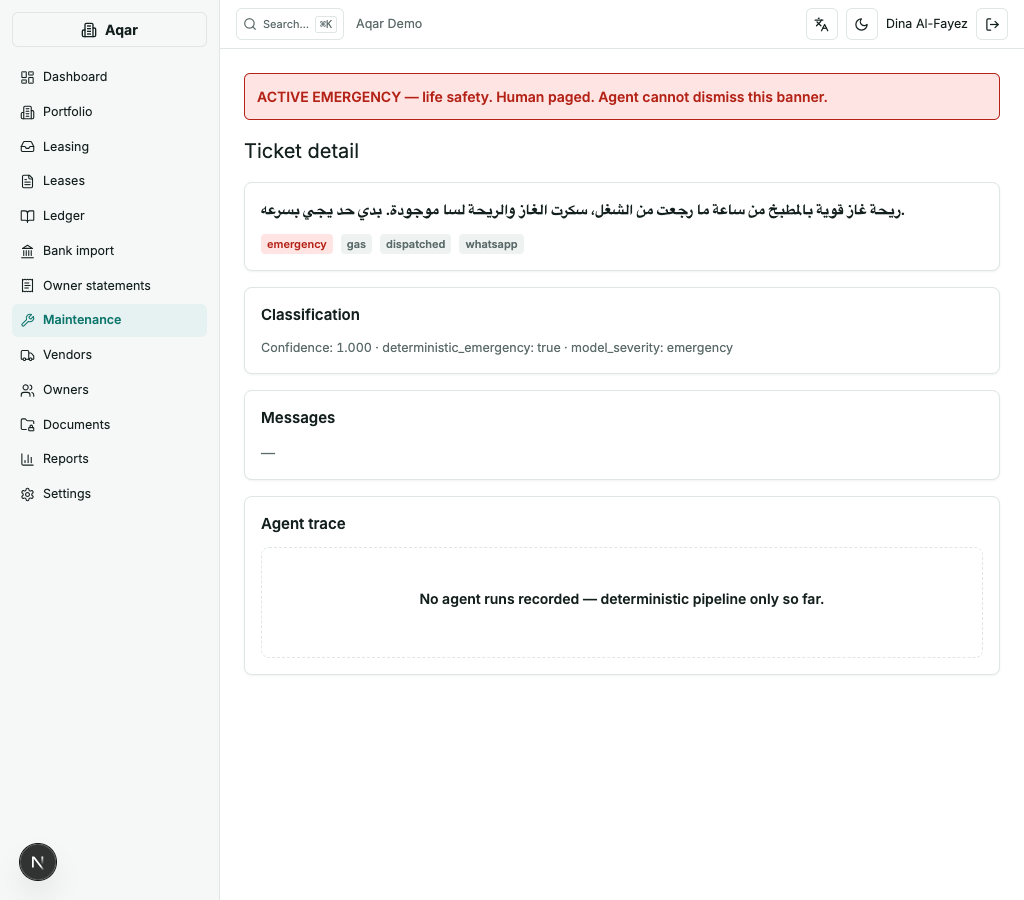 Aqar
Search... ⌘K
Aqar Demo
Dina Al-Fayez
Dashboard
Portfolio
Leasing
Leases
Ledger
Bank import
Owner statements
Maintenance
Vendors
Owners
Documents
Reports
Settings
ACTIVE EMERGENCY — life safety. Human paged. Agent cannot dismiss this banner.
Ticket detail
ريحة غاز قوية بالمطبخ من ساعة ما رجعت من الشغل، سكرت الغاز والريحة لسا موجودة. بدي حد يجي بسرعه.
emergency gas dispatched whatsapp
Classification
Confidence: 1.000 · deterministic_emergency: true · model_severity: emergency
Messages
—
Agent trace
No agent runs recorded — deterministic pipeline only so far.
N